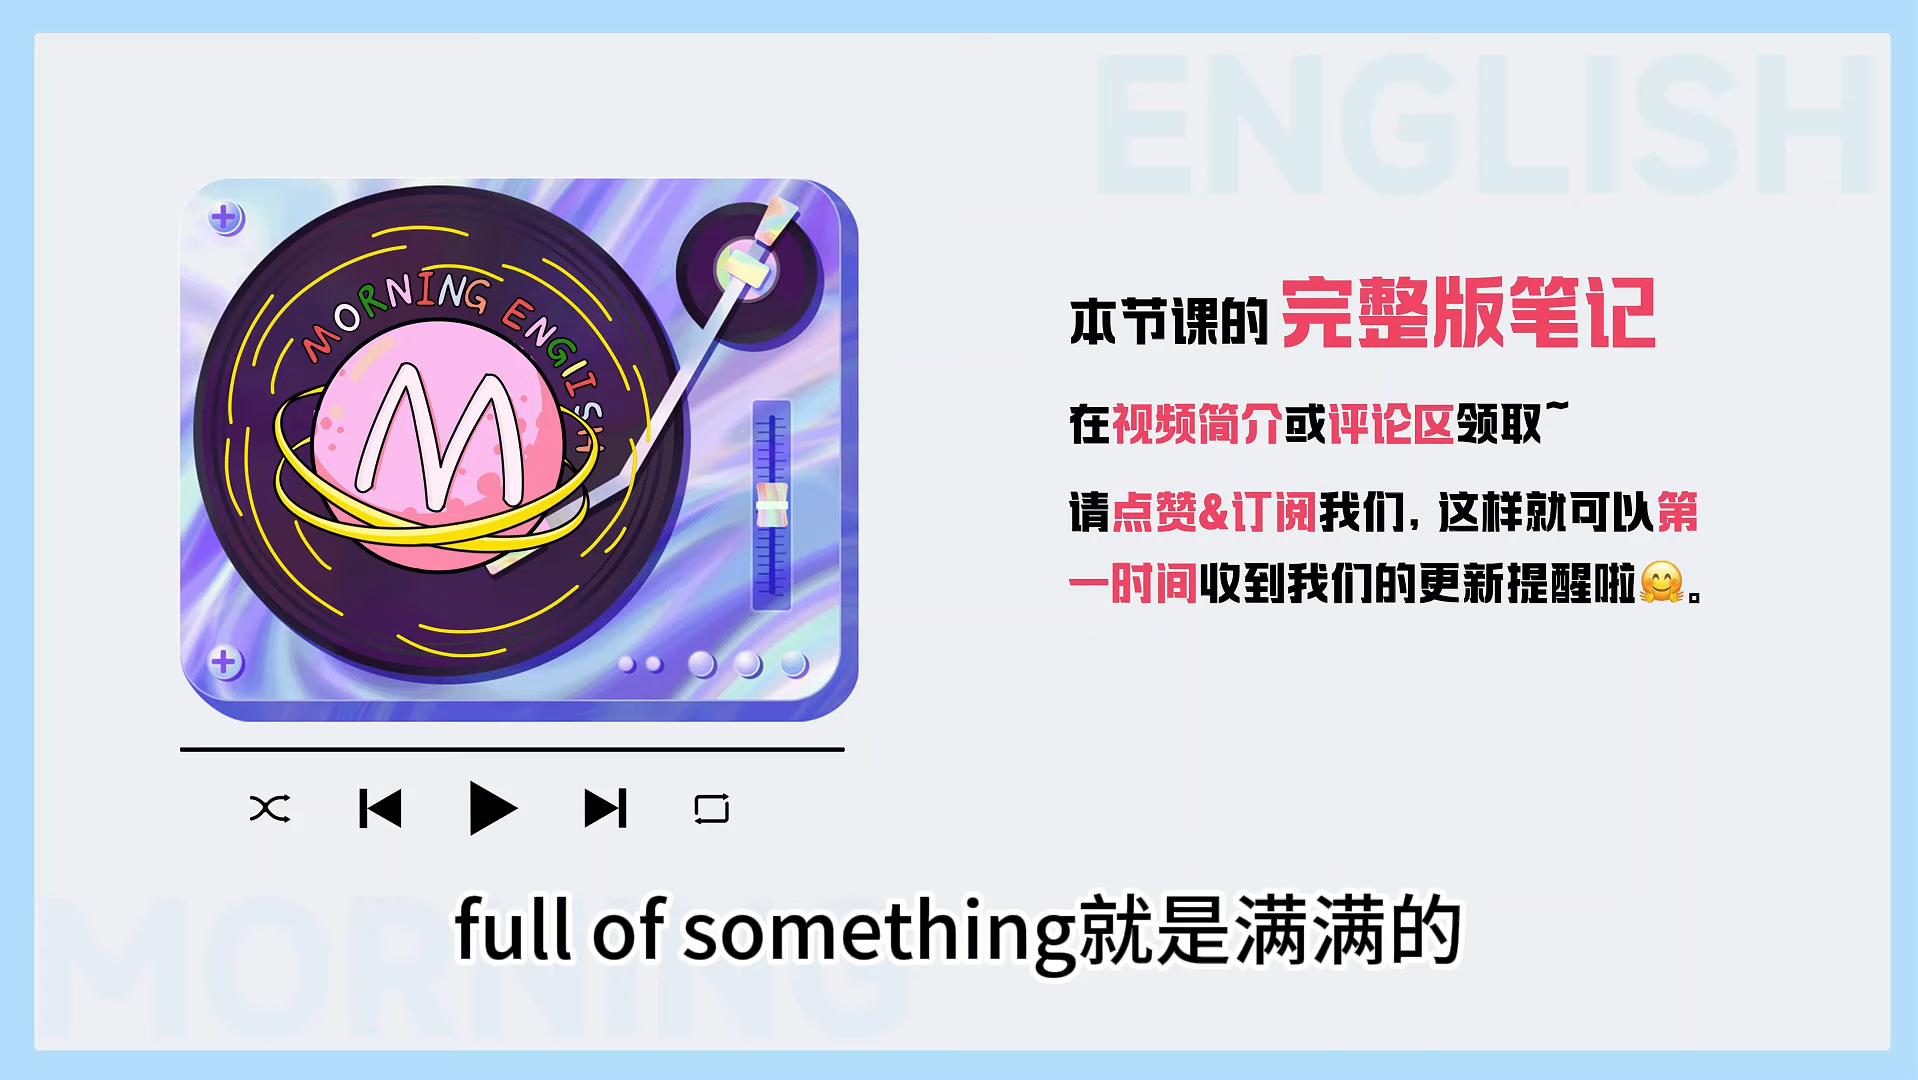 ENGLISH
MORNING ENGLISH
M
本节课的完整版笔记
在视频简介或评论区领取~
请点赞&订阅我们，这样就可以第
一时间收到我们的更新提醒啦🤗。
MORNING
full of something就是满满的